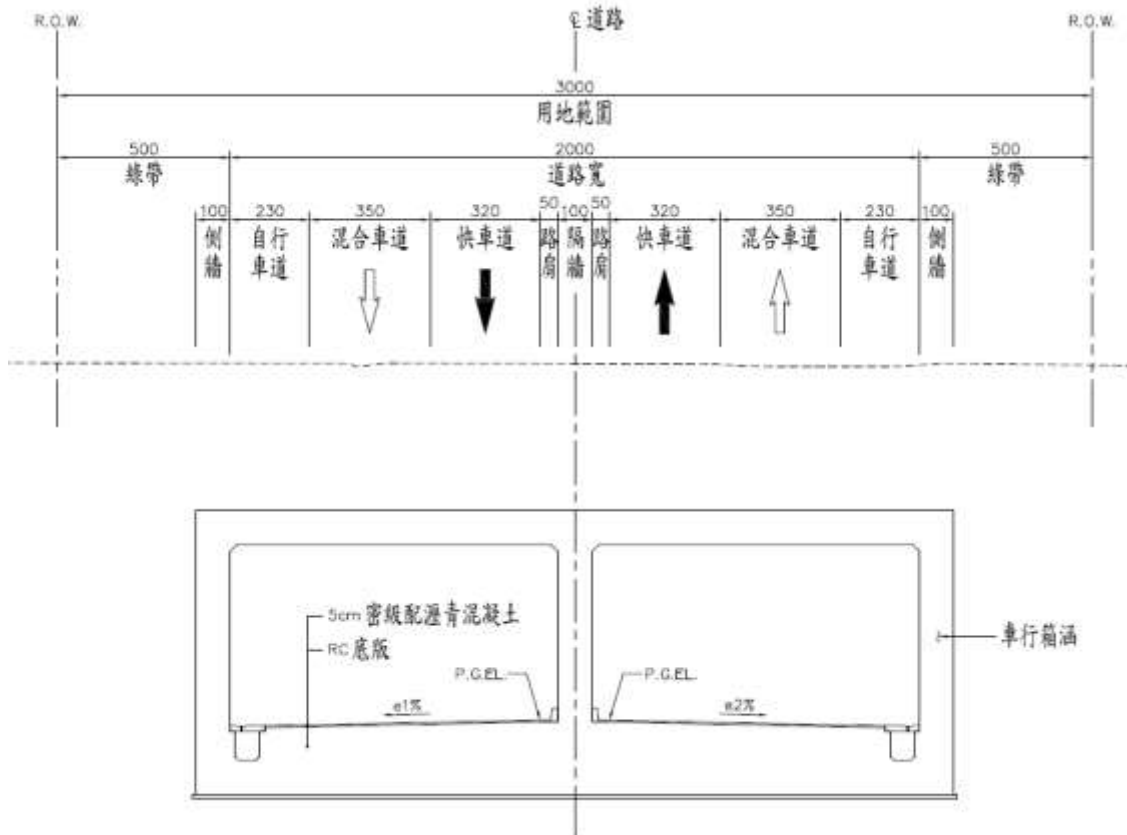 R.O.W.
℄ 道路
R.O.W.
3000
用地範圍
500
綠帶
2000
道路寬
500
綠帶
100
側牆
230
自行車道
350
混合車道
320
快車道
50
路肩
100
隔牆
50
路肩
320
快車道
350
混合車道
230
自行車道
100
側牆
5cm 密級配瀝青混凝土
RC 底版
P.G.EL.
P.G.EL.
e1%
e2%
車行箱涵